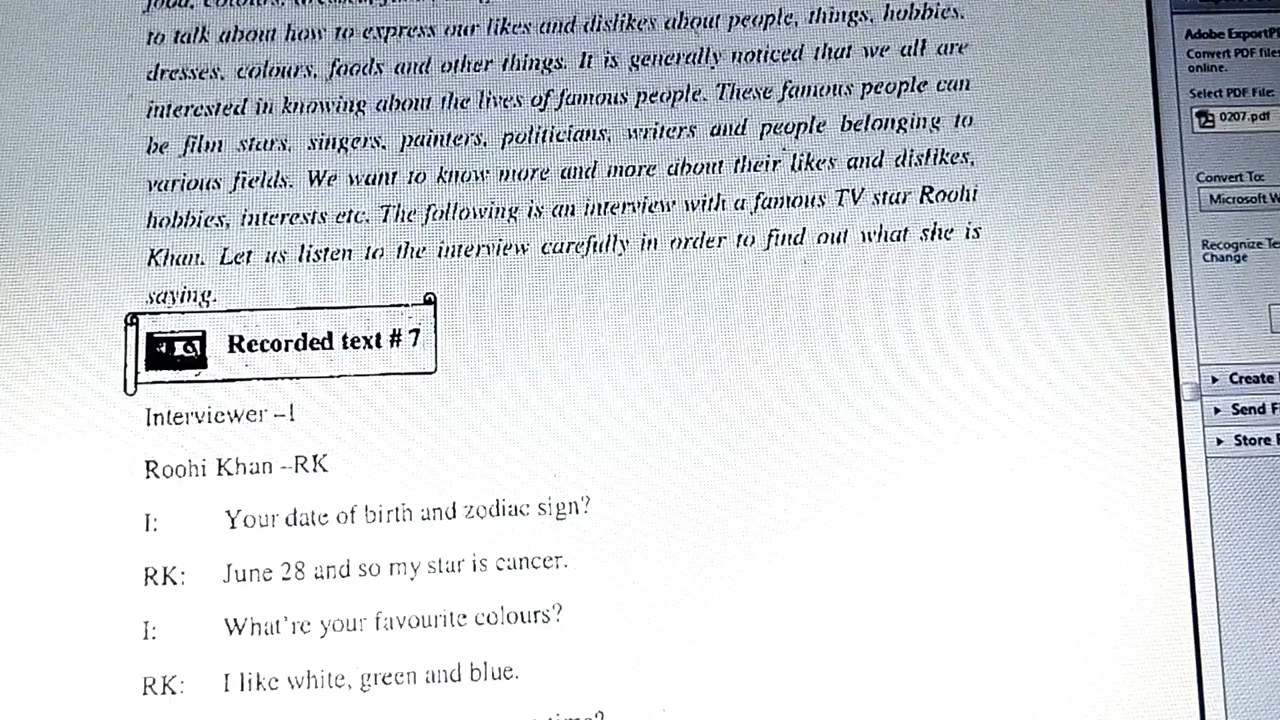 food, colours,
to talk about how to express our likes and dislikes about people, things, hobbies,
dresses, colours, foods and other things. It is generally noticed that we all are
interested in knowing about the lives of famous people. These famous people can
be film stars, singers, painters, politicians, writers and people belonging to
various fields. We want to know more and more about their likes and dislikes,
hobbies, interests etc. The following is an interview with a famous TV star Roohi
Khan. Let us listen to the interview carefully in order to find out what she is
saying.
Recorded text # 7
Interviewer –I
Roohi Khan –RK
I: Your date of birth and zodiac sign?
RK: June 28 and so my star is cancer.
I: What're your favourite colours?
RK: I like white, green and blue.
time?
Adobe ExportP
Convert PDF file
online.
Select PDF File:
0207.pdf
Convert To:
Microsoft W
Recognize Te
Change
Create
Send F
Store